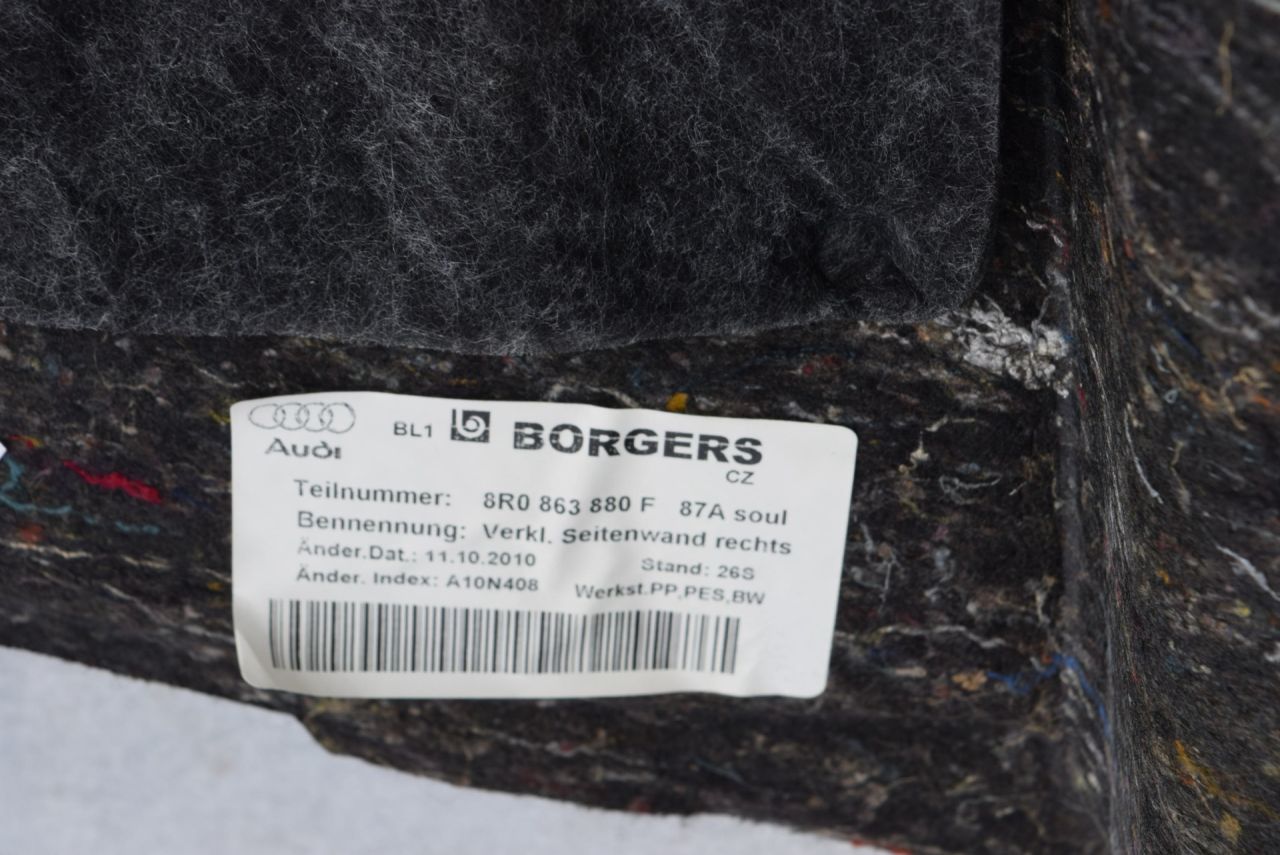 Audi BL1 BORGERS
CZ
Teilnummer: 8R0 863 880 F 87A soul
Bennennung: Verkl. Seitenwand rechts
Änder.Dat.: 11.10.2010 Stand: 26S
Änder. Index: A10N408 Werkst.PP,PES,BW